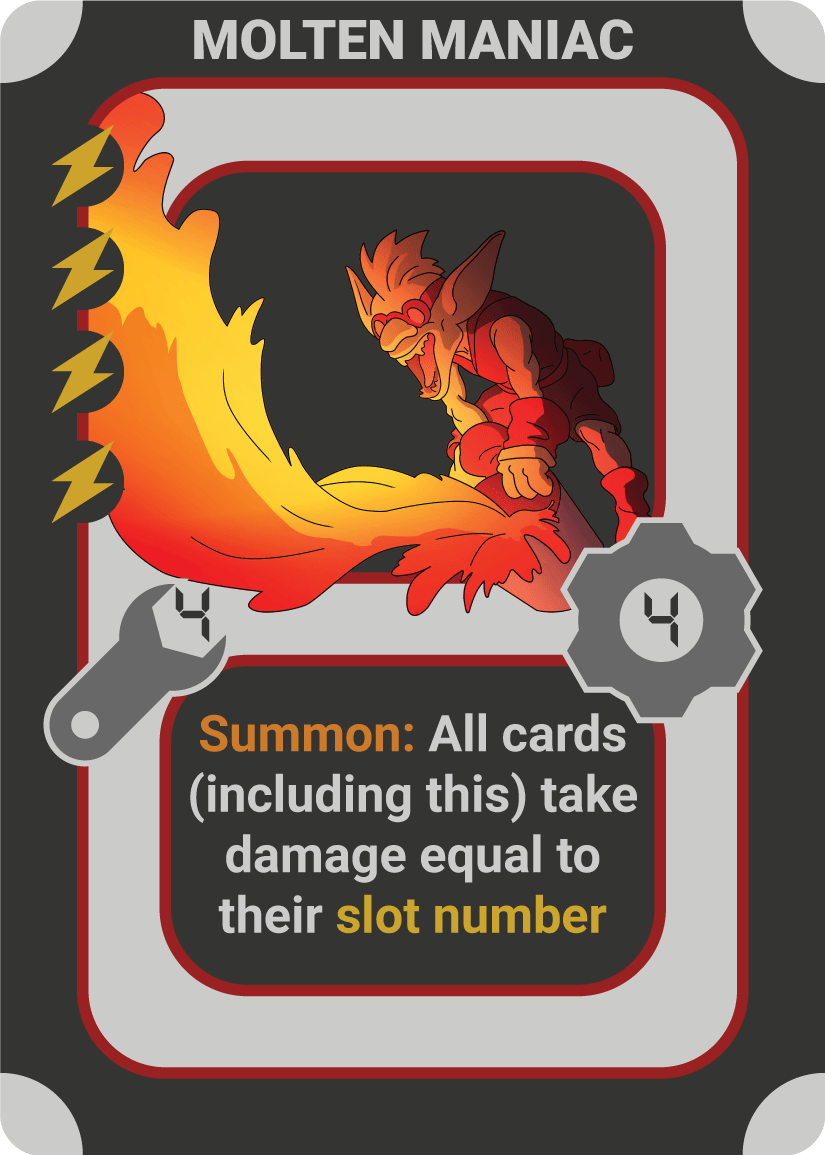 MOLTEN MANIAC
4
4
Summon: All cards
(including this) take
damage equal to
their slot number